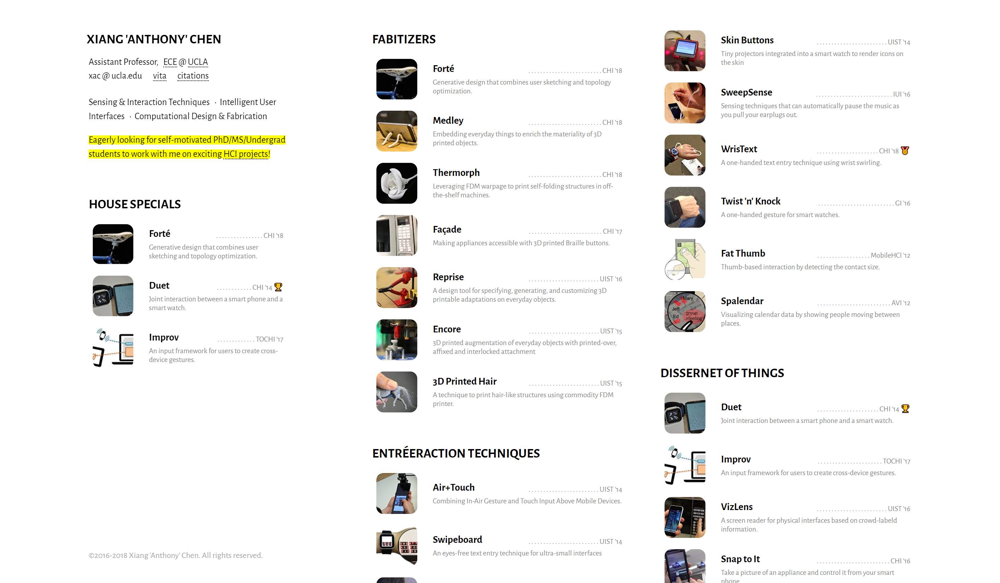 XIANG 'ANTHONY' CHEN
Assistant Professor, ECE @ UCLA
xac @ ucla.edu vita citations
Sensing & Interaction Techniques · Intelligent User
Interfaces · Computational Design & Fabrication
Eagerly looking for self-motivated PhD/MS/Undergrad
students to work with me on exciting HCI projects!
HOUSE SPECIALS
Forté ................ CHI '18
Generative design that combines user
sketching and topology optimization.
Duet ............ CHI '14
Joint interaction between a smart phone and a
smart watch.
Improv ............. TOCHI '17
An input framework for users to create cross-
device gestures.
©2016-2018 Xiang 'Anthony' Chen. All rights reserved.
FABITIZERS
Forté ......................... CHI '18
Generative design that combines user sketching and topology
optimization.
Medley ......................... CHI '18
Embedding everyday things to enrich the materiality of 3D
printed objects.
Thermorph ......................... CHI '18
Leveraging FDM warpage to print self-folding structures in off-
the-shelf machines.
Façade ......................... CHI '17
Making appliances accessible with 3D printed Braille buttons.
Reprise ........................ UIST '16
A design tool for specifying, generating, and customizing 3D
printable adaptations on everyday objects.
Encore ........................ UIST '15
3D printed augmentation of everyday objects with printed-over,
affixed and interlocked attachment
3D Printed Hair ........................ UIST '15
A technique to print hair-like structures using commodity FDM
printer.
ENTRÉERACTION TECHNIQUES
Air+Touch ........................ UIST '14
Combining In-Air Gesture and Touch Input Above Mobile Devices.
Swipeboard ........................ UIST '14
An eyes-free text entry technique for ultra-small interfaces
Skin Buttons ........................ UIST '14
Tiny projectors integrated into a smart watch to render icons on
the skin
SweepSense .......................... IUI '16
Sensing techniques that can automatically pause the music as
you pull your earplugs out.
WrisText ..................... CHI '18
A one-handed text entry technique using wrist swirling.
Twist 'n' Knock .......................... GI '16
A one-handed gesture for smart watches.
Fat Thumb .................. MobileHCI '12
Thumb-based interaction by detecting the contact size.
Spalendar ......................... AVI '12
Visualizing calendar data by showing people moving between
places.
Mary
Jeff
SA
Ed
group
meeting
DISSERNET OF THINGS
Duet ..................... CHI '14
Joint interaction between a smart phone and a smart watch.
Improv ...................... TOCHI '17
An input framework for users to create cross-device gestures.
VizLens ........................ UIST '16
A screen reader for physical interfaces based on crowd-labeld
information.
Snap to It ......................... CHI '16
Take a picture of an appliance and control it from your smart
phone